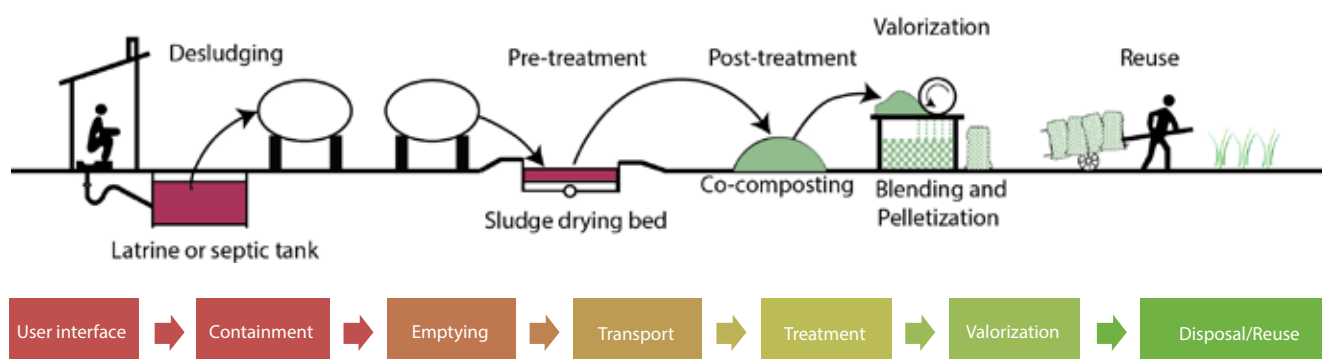 Valorization
Desludging
Pre-treatment
Post-treatment
Reuse
Co-composting
Blending and
Pelletization
Sludge drying bed
Latrine or septic tank
User interface
Containment
Emptying
Transport
Treatment
Valorization
Disposal/Reuse